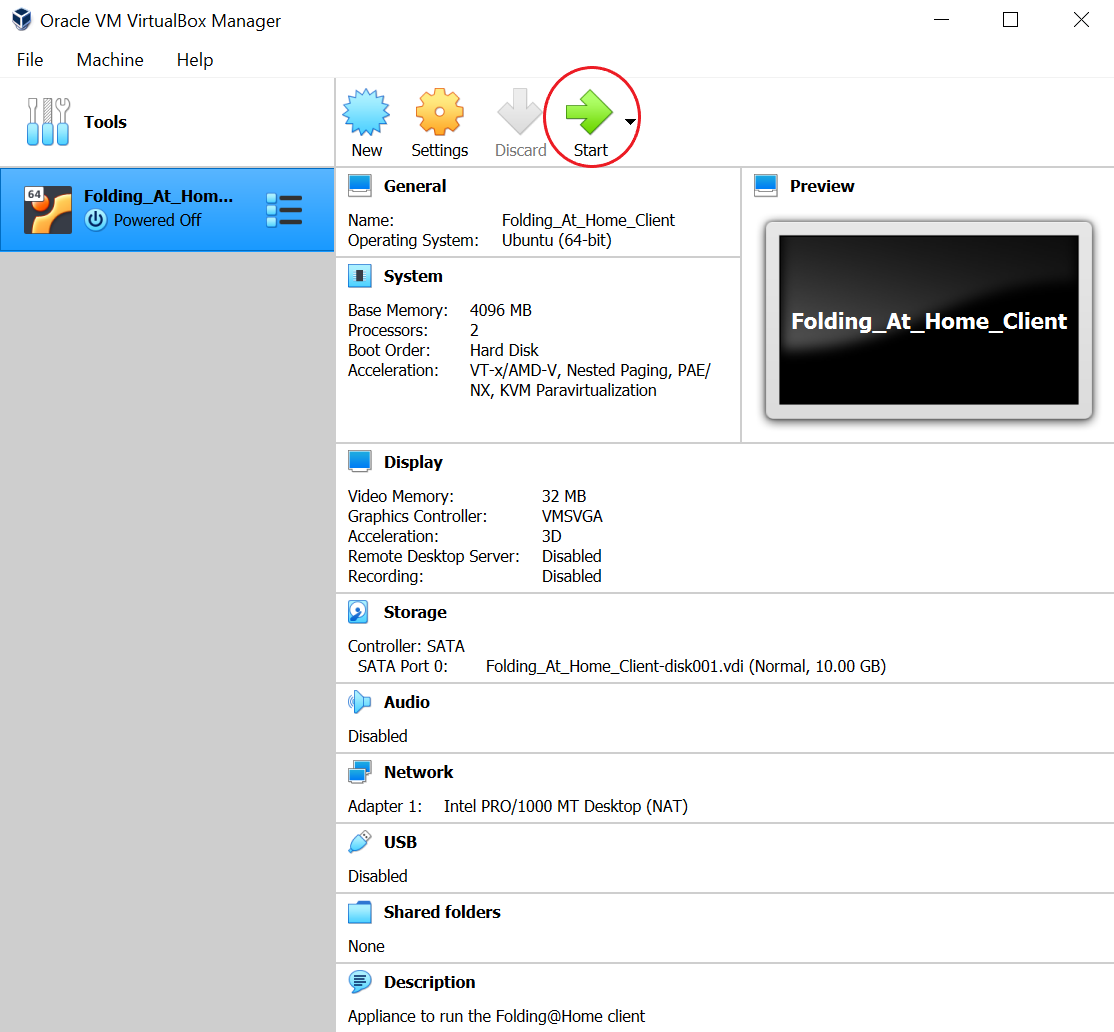 Oracle VM VirtualBox Manager
File Machine Help
Tools
New Settings Discard Start
64
Folding_At_Hom...
Powered Off
General
Name: Folding_At_Home_Client
Operating System: Ubuntu (64-bit)
Preview
Folding_At_Home_Client
System
Base Memory: 4096 MB
Processors: 2
Boot Order: Hard Disk
Acceleration: VT-x/AMD-V, Nested Paging, PAE/
NX, KVM Paravirtualization
Display
Video Memory: 32 MB
Graphics Controller: VMSVGA
Acceleration: 3D
Remote Desktop Server: Disabled
Recording: Disabled
Storage
Controller: SATA
SATA Port 0: Folding_At_Home_Client-disk001.vdi (Normal, 10.00 GB)
Audio
Disabled
Network
Adapter 1: Intel PRO/1000 MT Desktop (NAT)
USB
Disabled
Shared folders
None
Description
Appliance to run the Folding@Home client